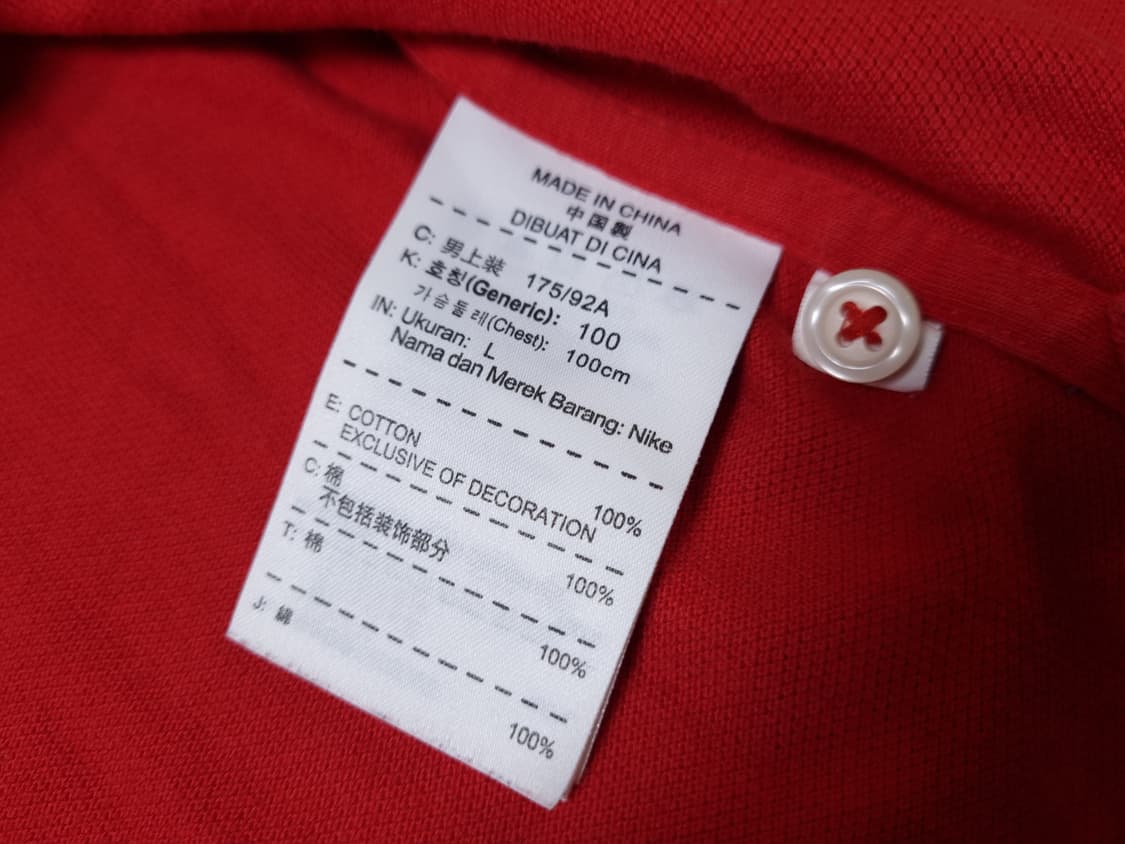 MADE IN CHINA
中国製
DIBUAT DI CINA
C: 男上装 175/92A
K: 호칭(Generic): 100
가슴둘레(Chest): 100cm
IN: Ukuran: L
Nama dan Merek Barang: Nike
E: COTTON 100%
EXCLUSIVE OF DECORATION
C: 棉 100%
不包括装饰部分
T: 棉 100%
J: 綿 100%